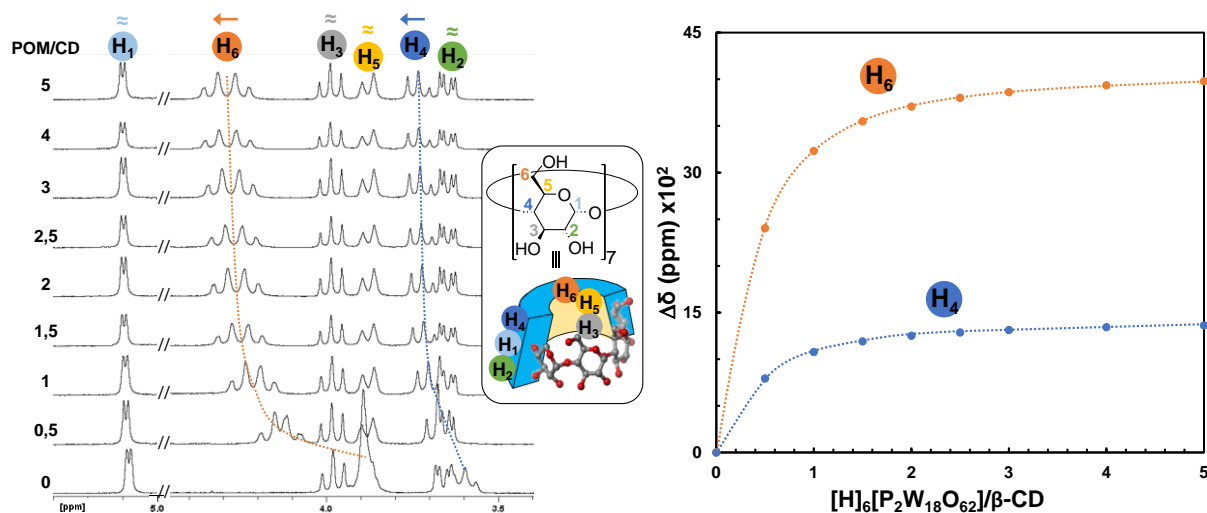 ≈ ← ≈ ≈ ← ≈
POM/CD H1 H6 H3 H5 H4 H2
5
4
3
2,5
2
1,5
1
0,5
0
//
//
//
//
//
//
//
//
//
[ppm] 5.0 4.0 3.5
OH
6
5
O
4
1
O
3
2
HO
OH
7
H6
H5
H4
H3
H1
H2
Δδ (ppm) x10²
45
30
15
0
H6
H4
0 1 2 3 4 5
[H]₆[P₂W₁₈O₆₂]/β-CD